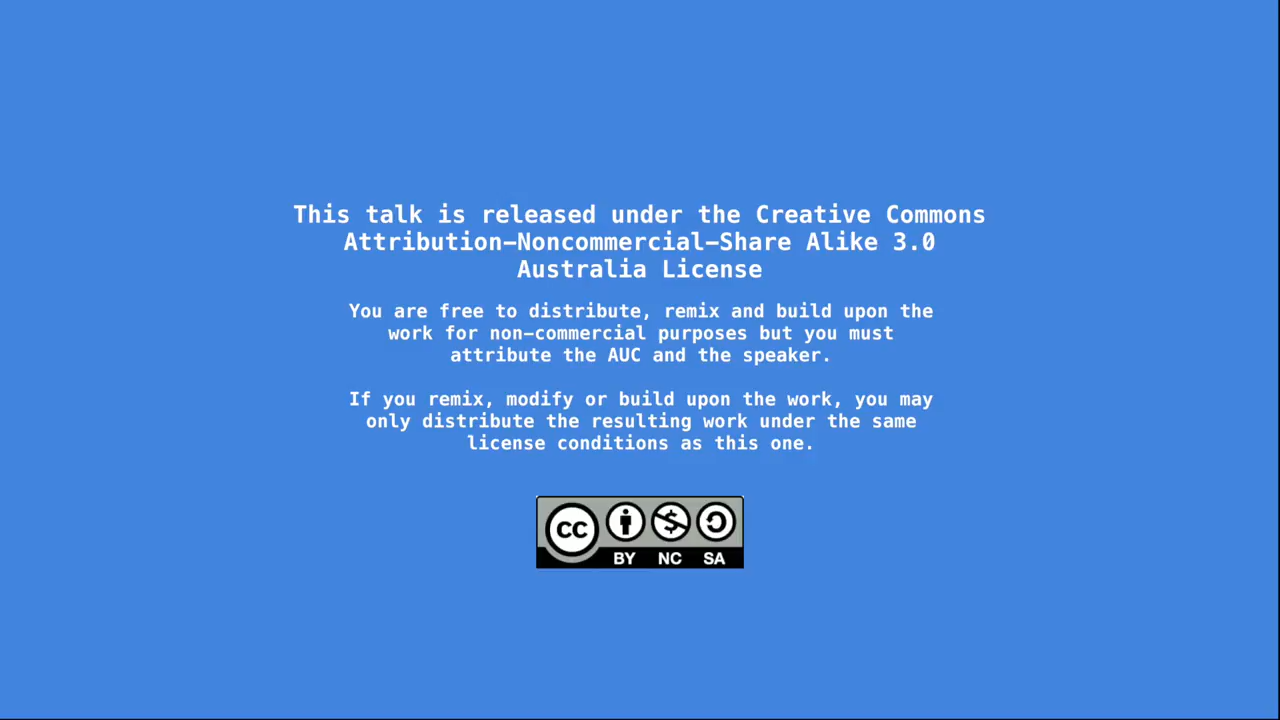 This talk is released under the Creative Commons
Attribution-Noncommercial-Share Alike 3.0
Australia License
You are free to distribute, remix and build upon the
work for non-commercial purposes but you must
attribute the AUC and the speaker.
If you remix, modify or build upon the work, you may
only distribute the resulting work under the same
license conditions as this one.
CC
BY NC SA